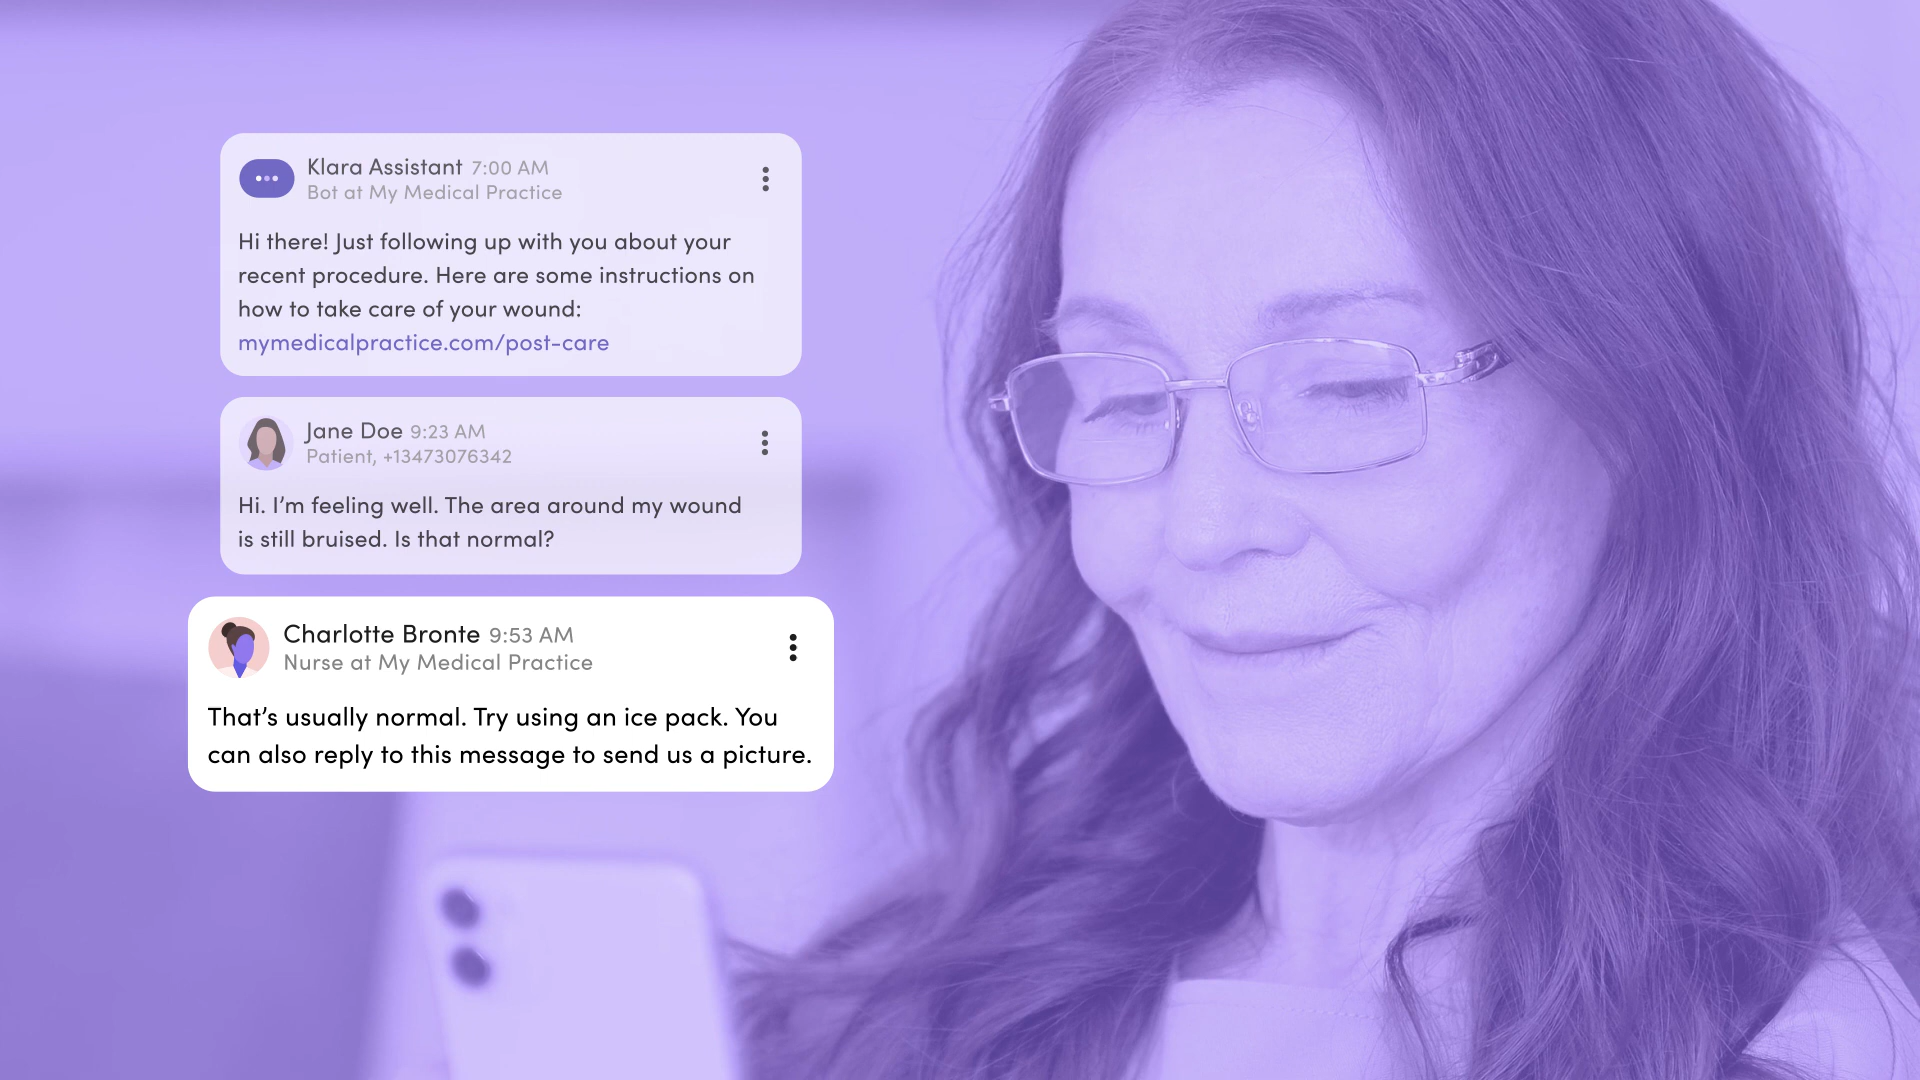 Klara Assistant 7:00 AM
Bot at My Medical Practice
Hi there! Just following up with you about your
recent procedure. Here are some instructions on
how to take care of your wound:
mymedicalpractice.com/post-care
Jane Doe 9:23 AM
Patient, +13473076342
Hi. I’m feeling well. The area around my wound
is still bruised. Is that normal?
Charlotte Bronte 9:53 AM
Nurse at My Medical Practice
That’s usually normal. Try using an ice pack. You
can also reply to this message to send us a picture.